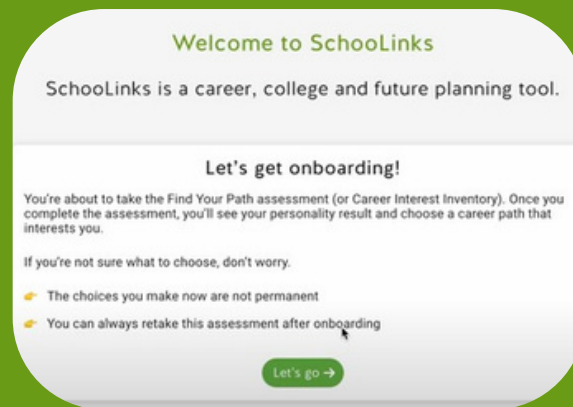 Welcome to SchooLinks
SchooLinks is a career, college and future planning tool.
Let's get onboarding!
You're about to take the Find Your Path assessment (or Career Interest Inventory). Once you
complete the assessment, you'll see your personality result and choose a career path that
interests you.
If you're not sure what to choose, don't worry.
👉 The choices you make now are not permanent
👉 You can always retake this assessment after onboarding
Let's go →